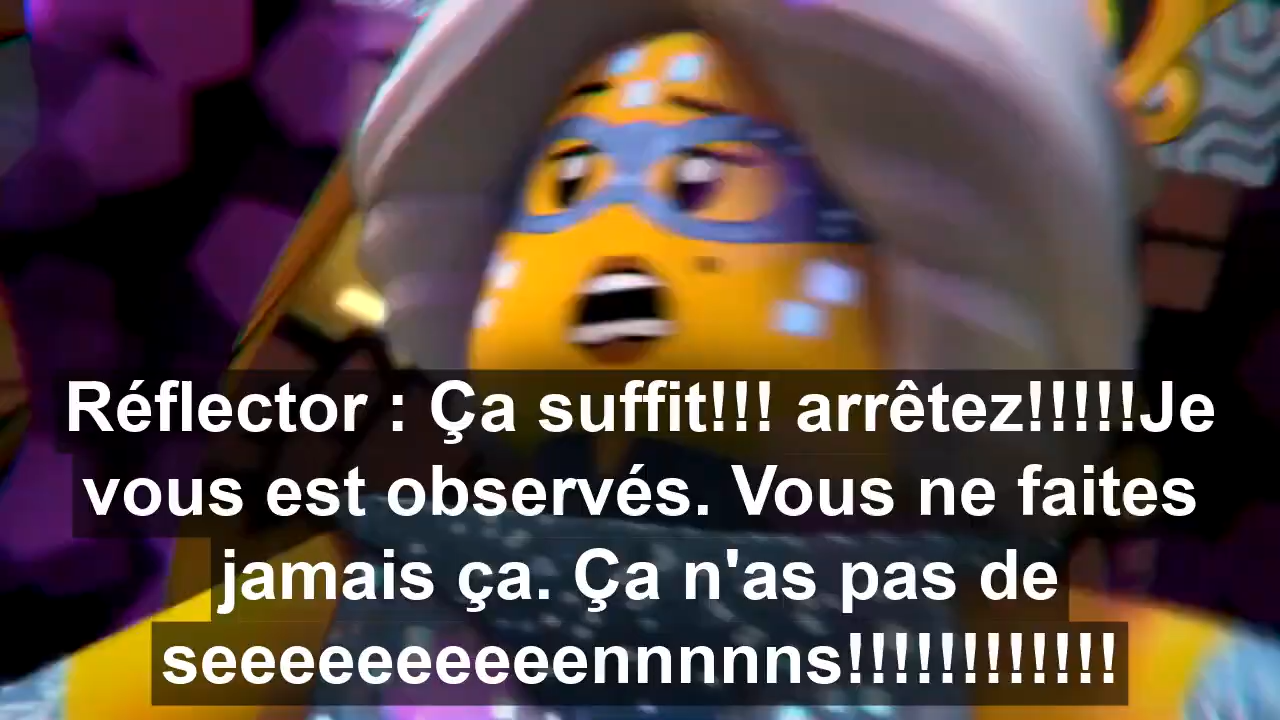 Réflector : Ça suffit!!! arrêtez!!!!!Je
vous est observés. Vous ne faites
jamais ça. Ça n'as pas de
seeeeeeeeeennnnns!!!!!!!!!!!!